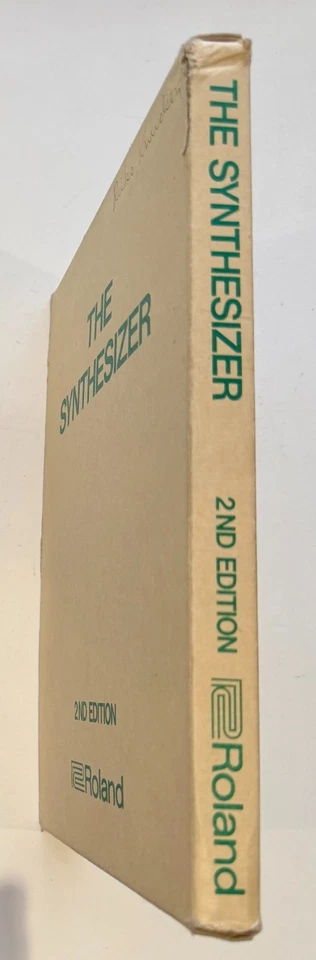 THE
SYNTHESIZER
2ND EDITION
Roland
THE SYNTHESIZER
2ND EDITION
Roland